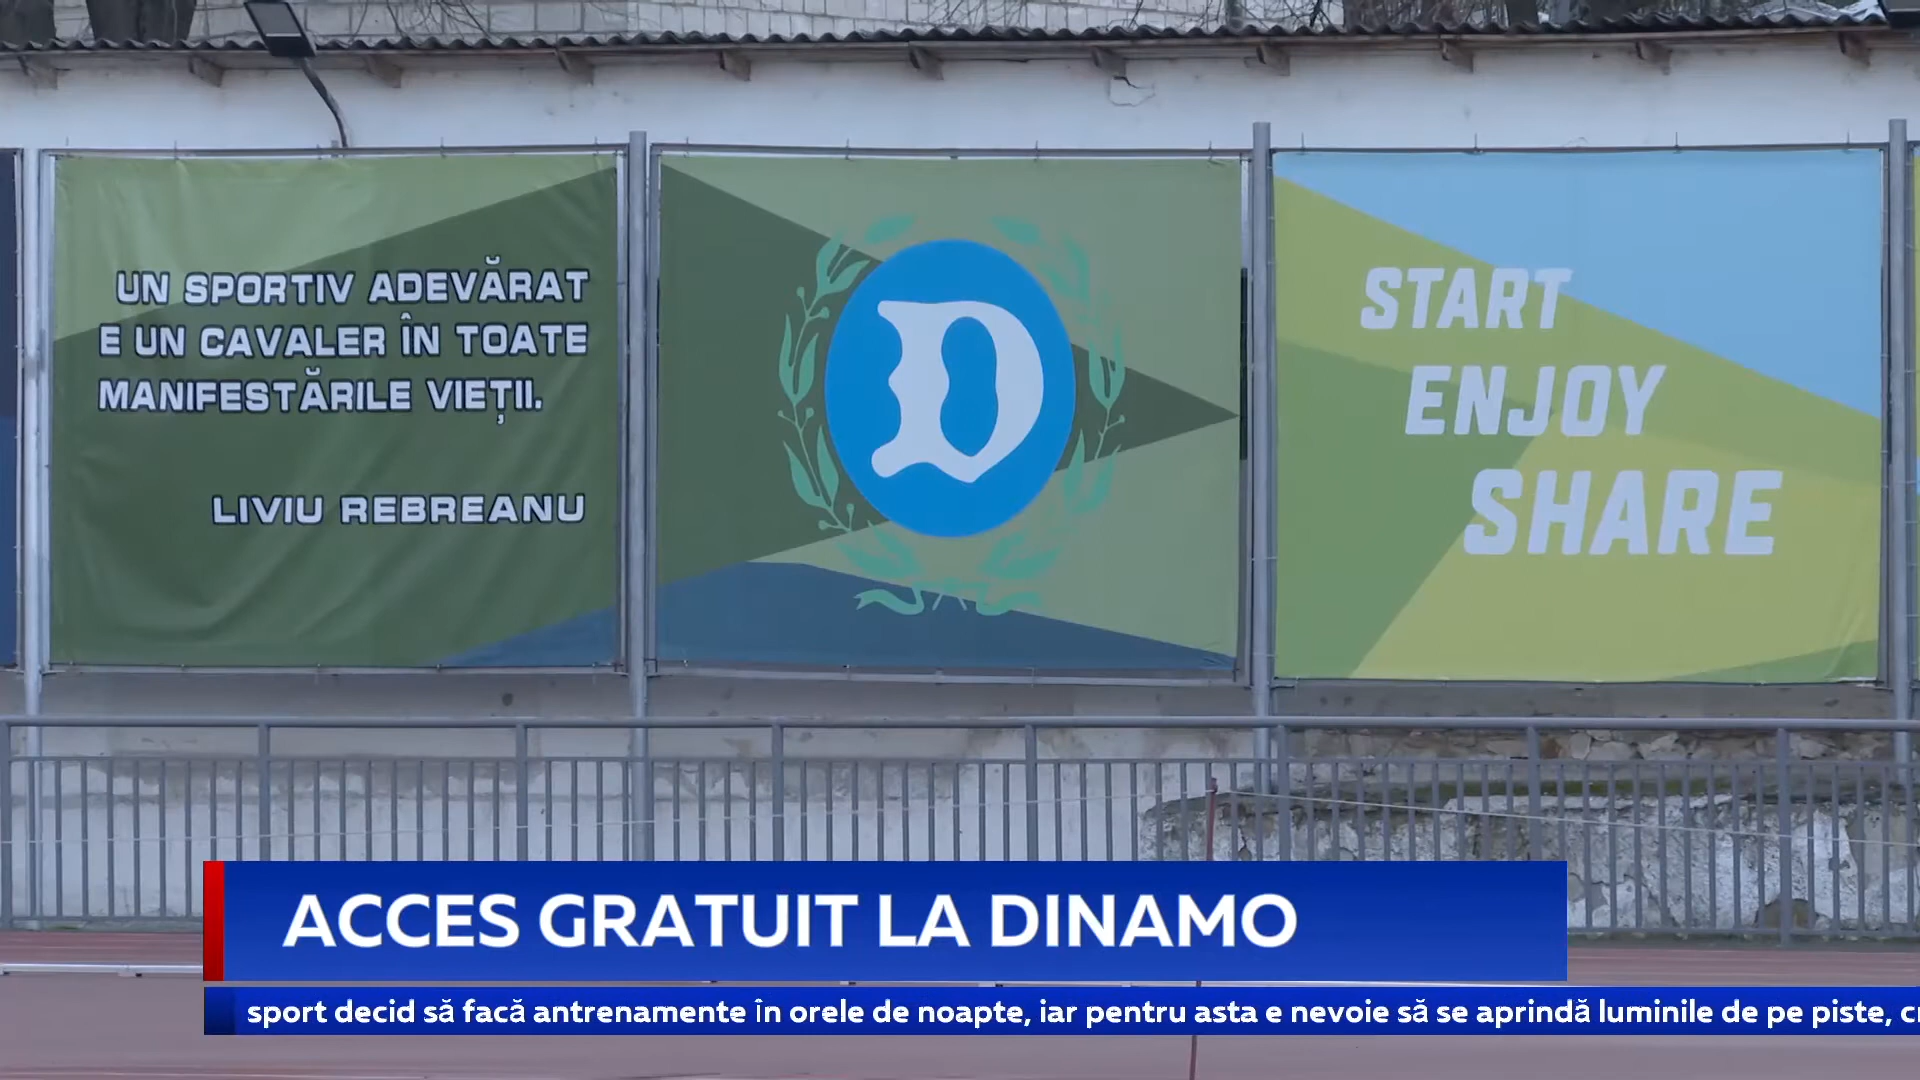 UN SPORTIV ADEVĂRAT
E UN CAVALER ÎN TOATE
MANIFESTĂRILE VIEȚII.
LIVIU REBREANU
D
START
ENJOY
SHARE
ACCES GRATUIT LA DINAMO
sport decid să facă antrenamente în orele de noapte, iar pentru asta e nevoie să se aprindă luminile de pe piste,